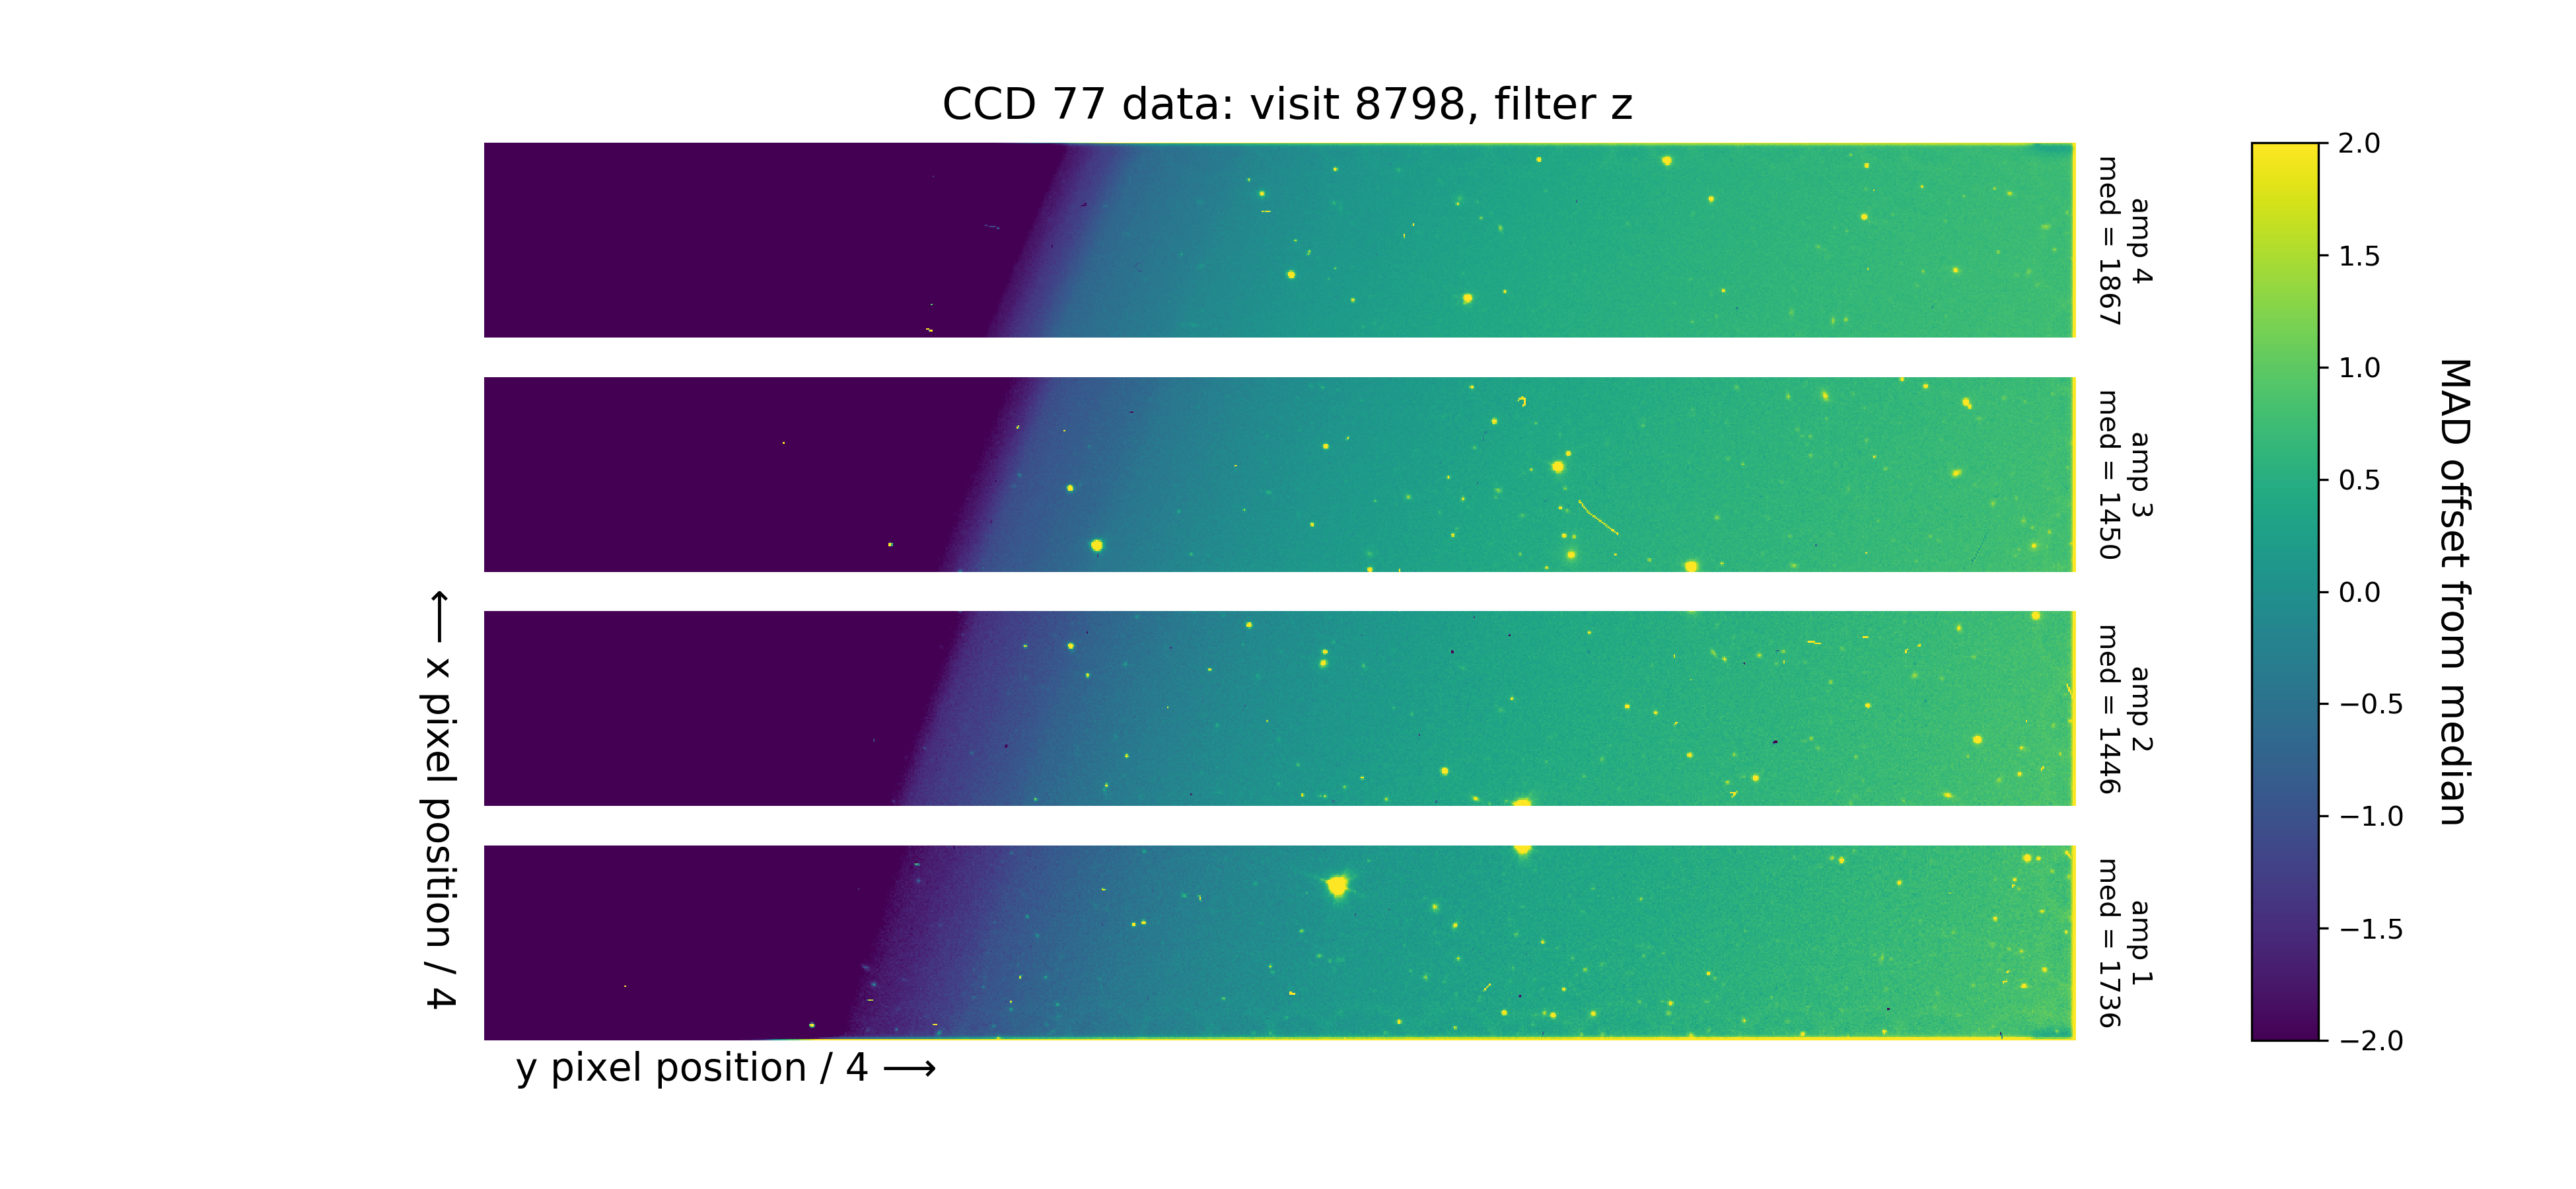 CCD 77 data: visit 8798, filter z
amp 4
med = 1867
amp 3
med = 1450
amp 2
med = 1446
amp 1
med = 1736
⟵ x pixel position / 4
y pixel position / 4 ⟶
2.0
1.5
1.0
0.5
0.0
−0.5
−1.0
−1.5
−2.0
MAD offset from median